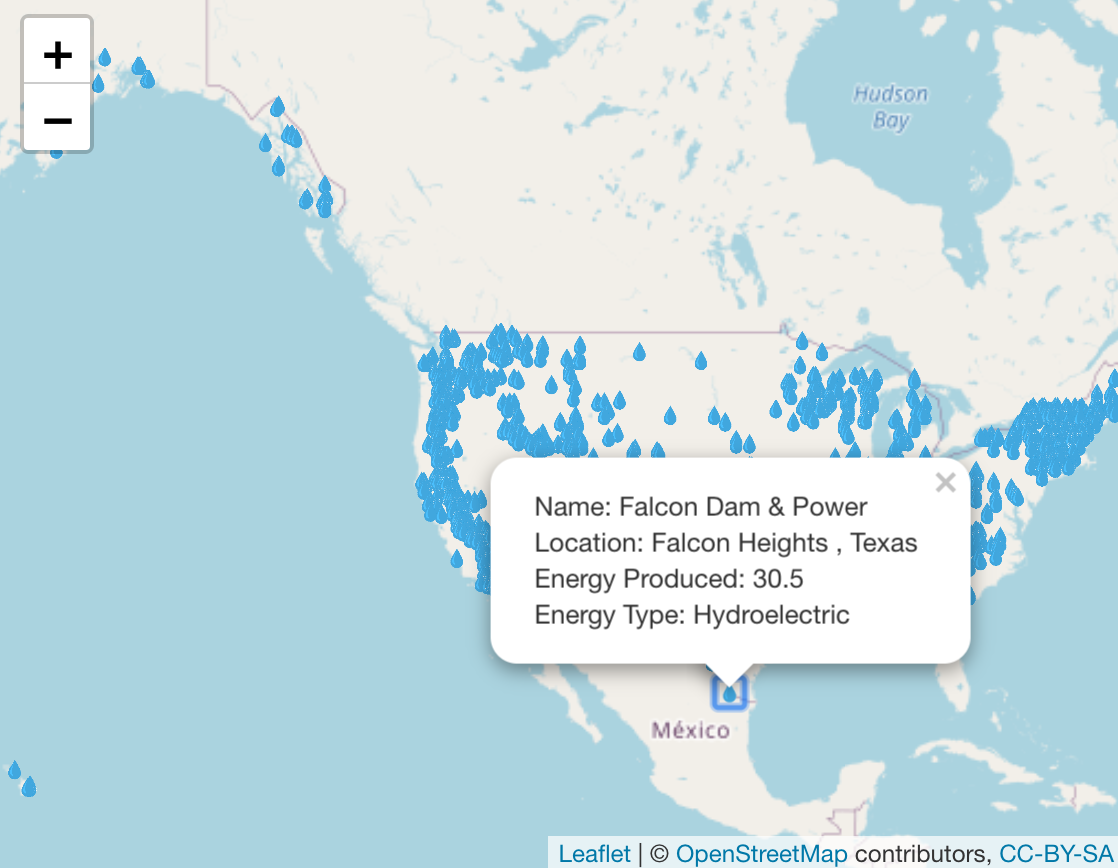 +
−
Hudson
Bay
×
Name: Falcon Dam & Power
Location: Falcon Heights , Texas
Energy Produced: 30.5
Energy Type: Hydroelectric
México
Leaflet | © OpenStreetMap contributors, CC-BY-SA